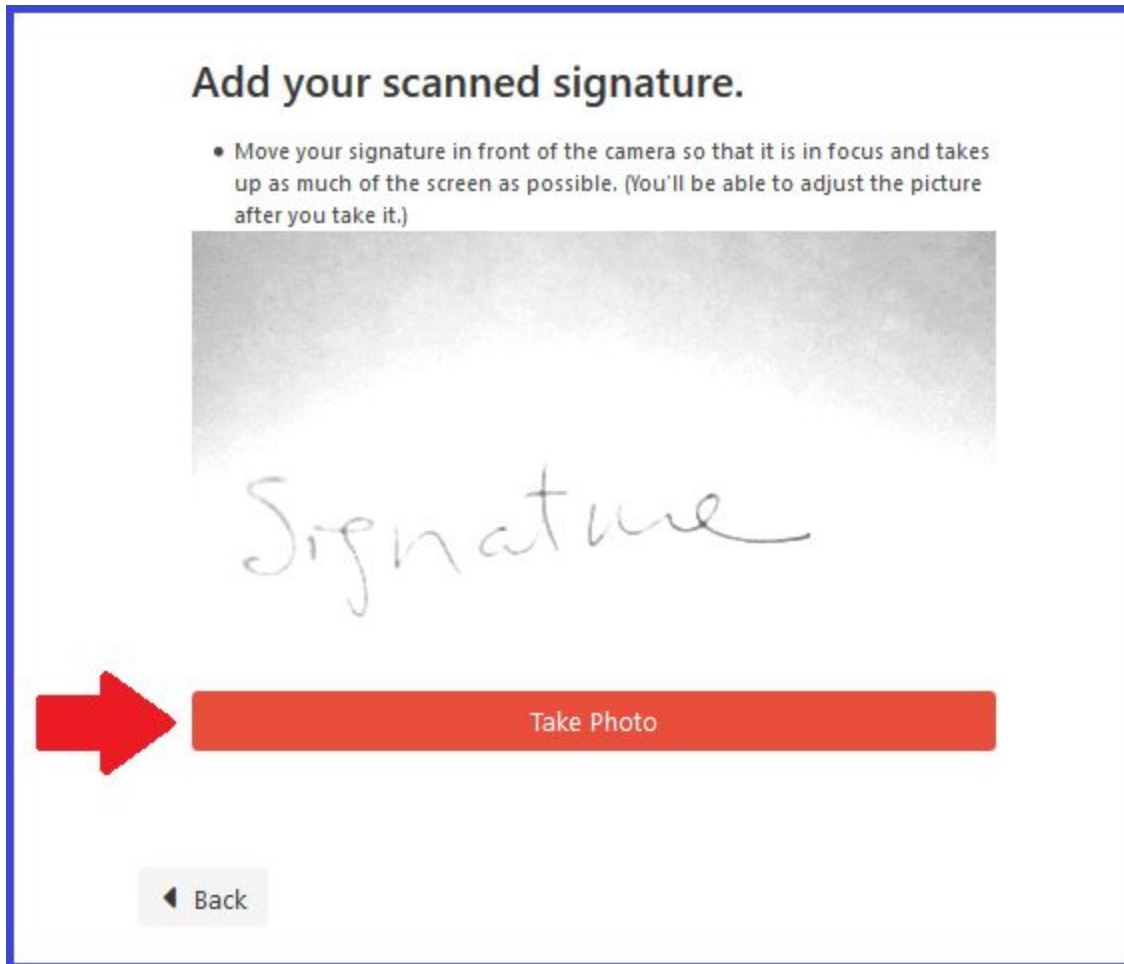 Add your scanned signature.
• Move your signature in front of the camera so that it is in focus and takes
up as much of the screen as possible. (You'll be able to adjust the picture
after you take it.)
Signature
Take Photo
Back